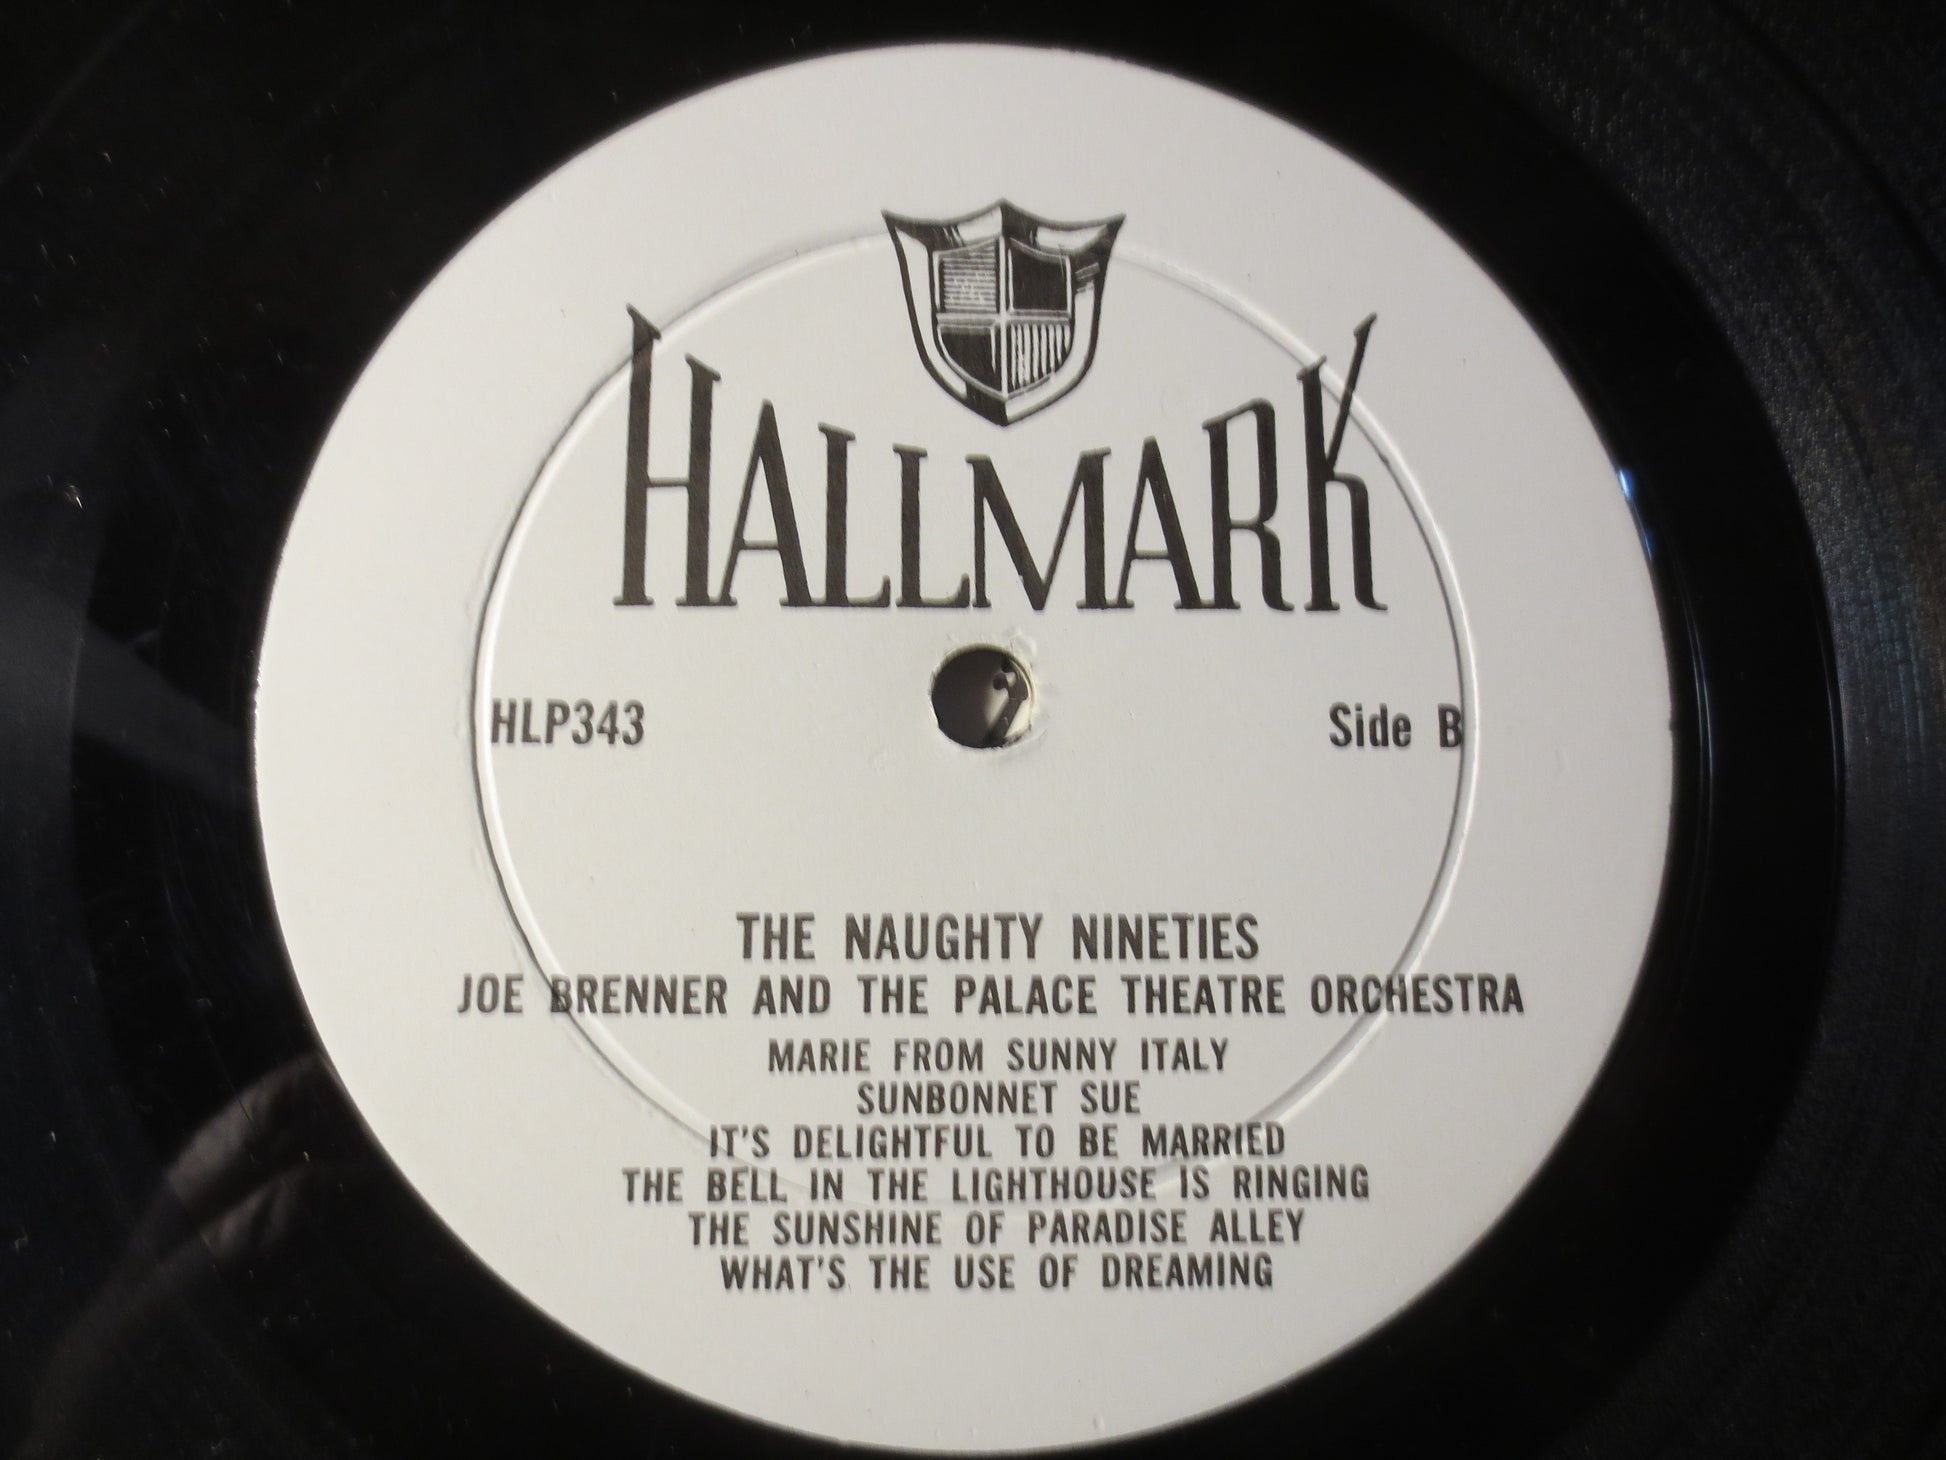 HALLMARK
HLP343 Side B
THE NAUGHTY NINETIES
JOE BRENNER AND THE PALACE THEATRE ORCHESTRA
MARIE FROM SUNNY ITALY
SUNBONNET SUE
IT'S DELIGHTFUL TO BE MARRIED
THE BELL IN THE LIGHTHOUSE IS RINGING
THE SUNSHINE OF PARADISE ALLEY
WHAT'S THE USE OF DREAMING